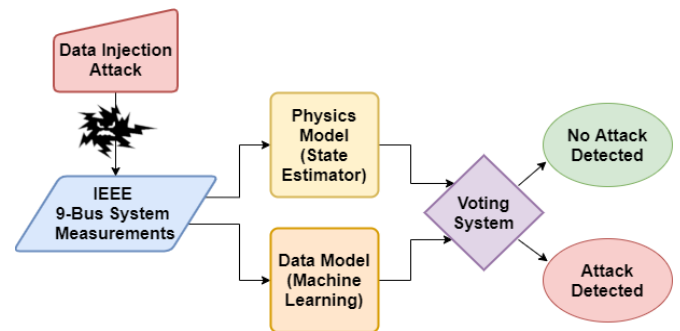 Data Injection
Attack
IEEE
9-Bus System
Measurements
Physics
Model
(State
Estimator)
Data Model
(Machine
Learning)
Voting
System
No Attack
Detected
Attack
Detected